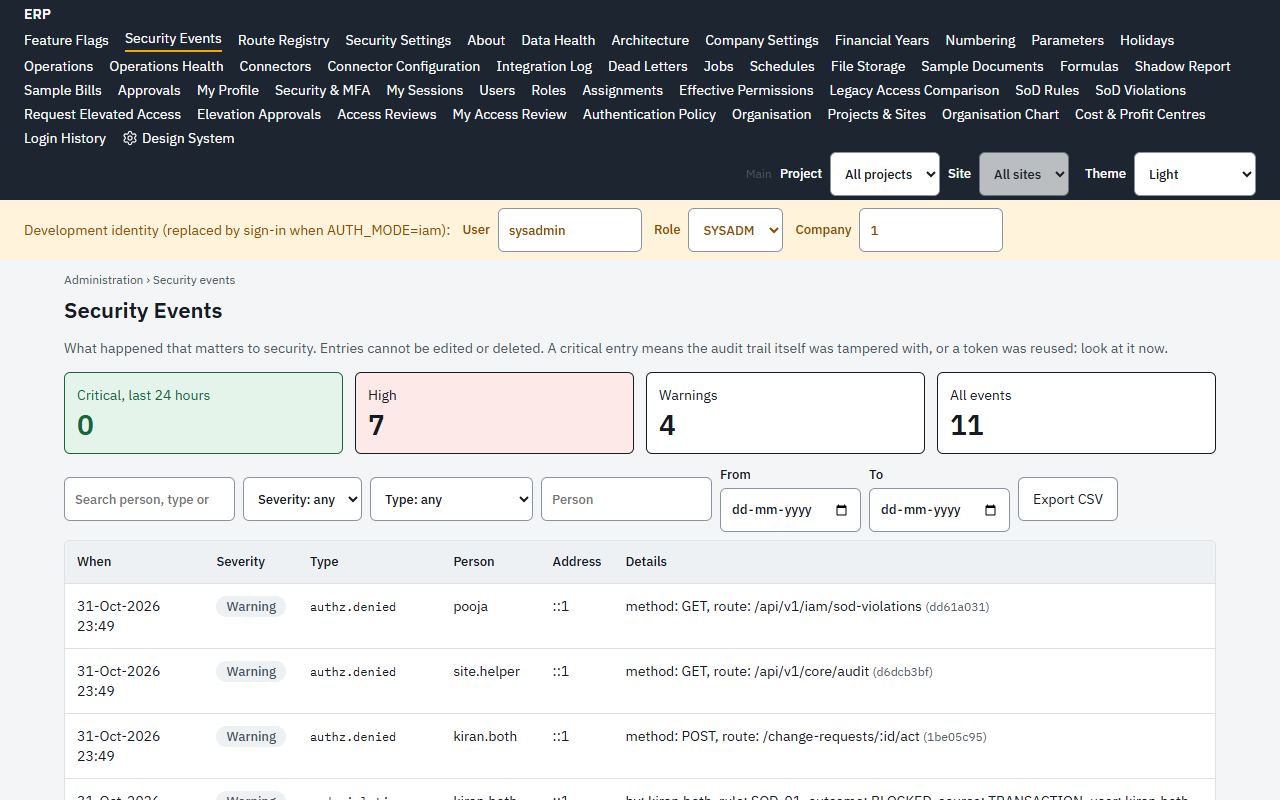 ERP
Feature Flags Security Events Route Registry Security Settings About Data Health Architecture Company Settings Financial Years Numbering Parameters Holidays
Operations Operations Health Connectors Connector Configuration Integration Log Dead Letters Jobs Schedules File Storage Sample Documents Formulas Shadow Report
Sample Bills Approvals My Profile Security & MFA My Sessions Users Roles Assignments Effective Permissions Legacy Access Comparison SoD Rules SoD Violations
Request Elevated Access Elevation Approvals Access Reviews My Access Review Authentication Policy Organisation Projects & Sites Organisation Chart Cost & Profit Centres
Login History Design System
Main Project All projects Site All sites Theme Light
Development identity (replaced by sign-in when AUTH_MODE=iam): User sysadmin Role SYSADM Company 1
Administration › Security events
Security Events
What happened that matters to security. Entries cannot be edited or deleted. A critical entry means the audit trail itself was tampered with, or a token was reused: look at it now.
Critical, last 24 hours High Warnings All events
0 7 4 11
From To
Search person, type or Severity: any Type: any Person dd-mm-yyyy dd-mm-yyyy Export CSV
When Severity Type Person Address Details
31-Oct-2026 Warning authz.denied pooja ::1 method: GET, route: /api/v1/iam/sod-violations (dd61a031)
23:49
31-Oct-2026 Warning authz.denied site.helper ::1 method: GET, route: /api/v1/core/audit (d6dcb3bf)
23:49
31-Oct-2026 Warning authz.denied kiran.both ::1 method: POST, route: /change-requests/:id/act (1be05c95)
23:49